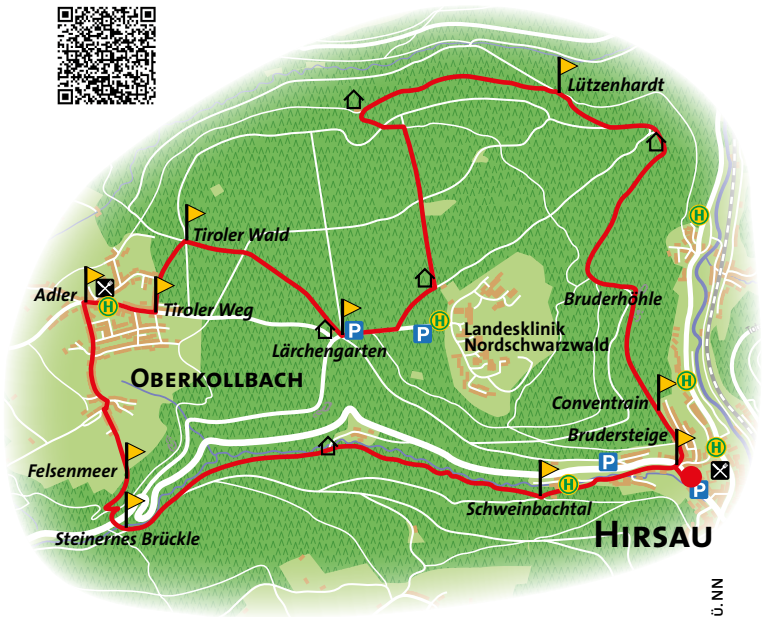 Lützenhardt
Tiroler Wald
Adler
H
Tiroler Weg
P
Lärchengarten
P
H
Landesklinik
Nordschwarzwald
Bruderhöhle
H
OBERKOLLBACH
Conventrain
H
Brudersteige
H
Felsenmeer
P
Schweinbachtal
H
P
Steinernes Brückle
HIRSAU
Ü.NN